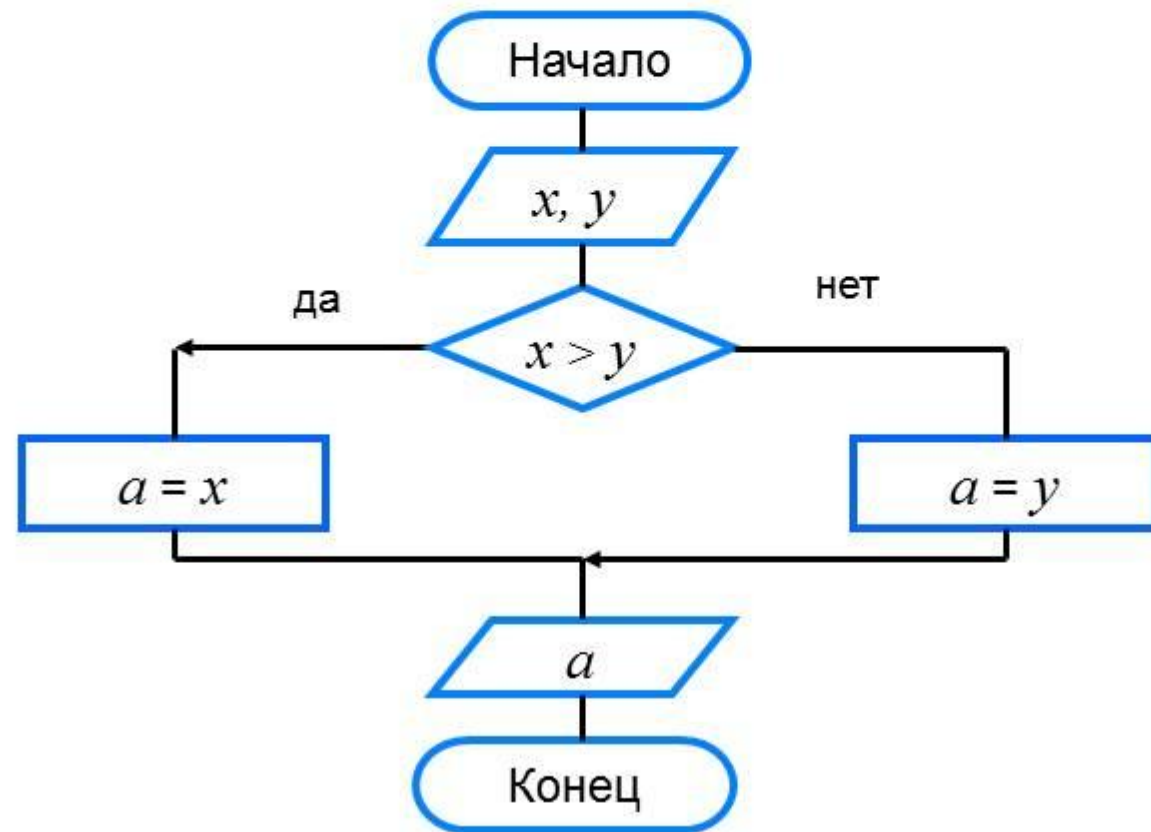 Начало
x, y
да
нет
x > y
a = x
a = y
a
Конец